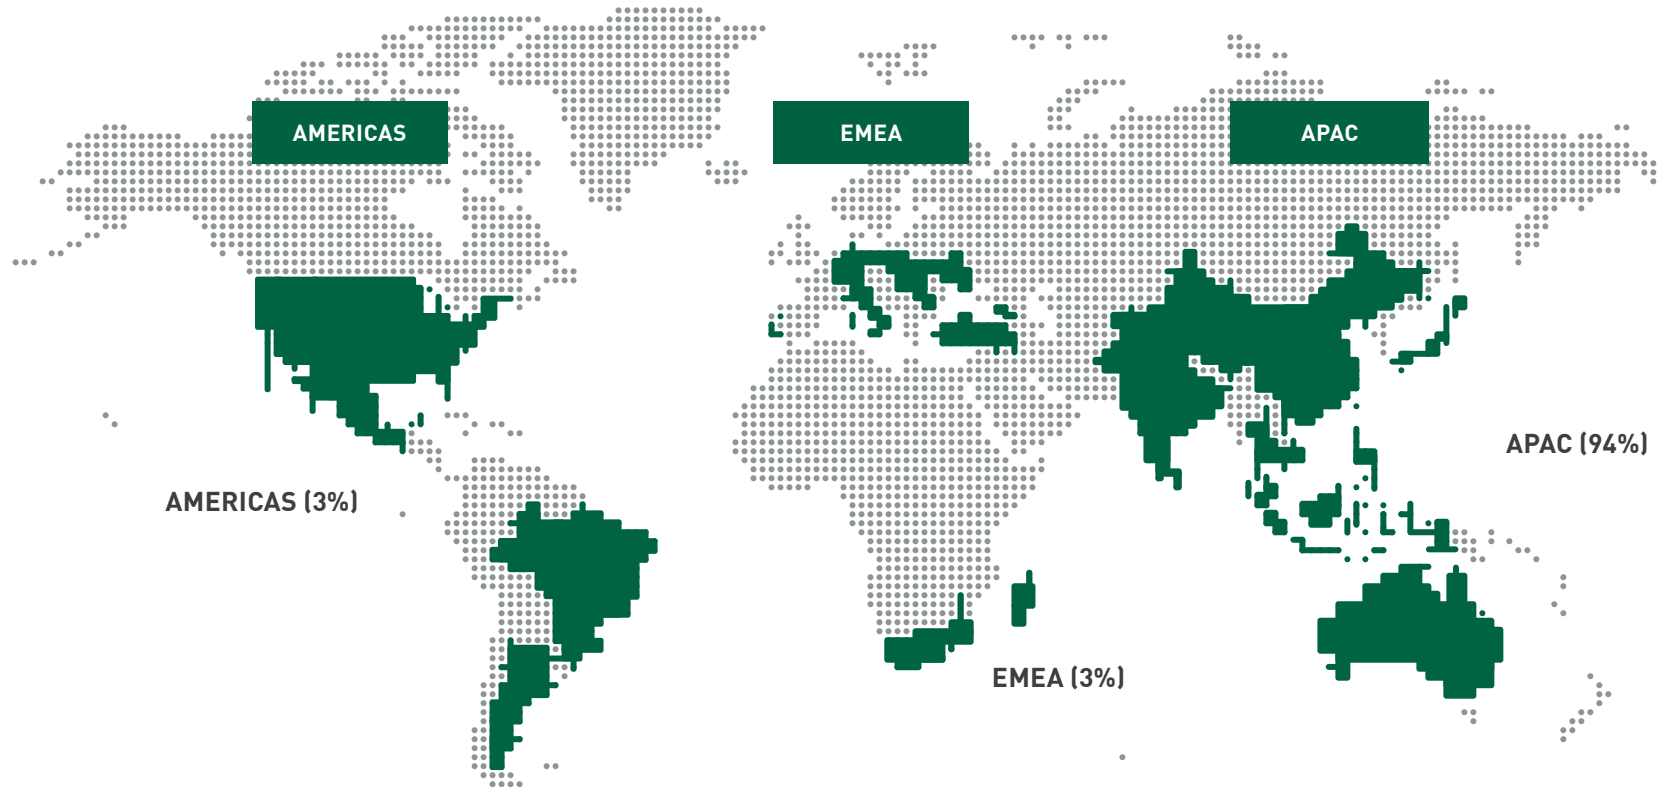 AMERICAS
EMEA
APAC
APAC (94%)
AMERICAS (3%)
EMEA (3%)